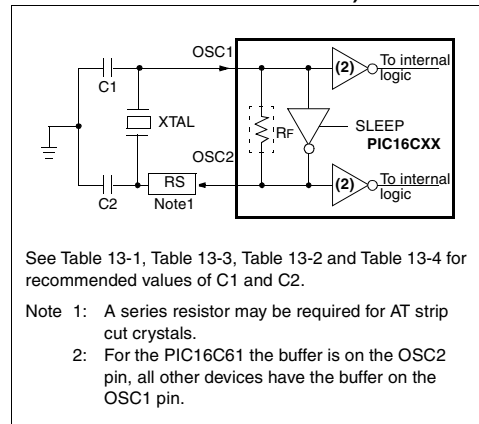 OSC1
To internal
logic
(2)
C1
XTAL
RF
SLEEP
PIC16CXX
OSC2
To internal
logic
(2)
RS
C2
Note1
See Table 13-1, Table 13-3, Table 13-2 and Table 13-4 for
recommended values of C1 and C2.
Note 1: A series resistor may be required for AT strip
cut crystals.
2: For the PIC16C61 the buffer is on the OSC2
pin, all other devices have the buffer on the
OSC1 pin.